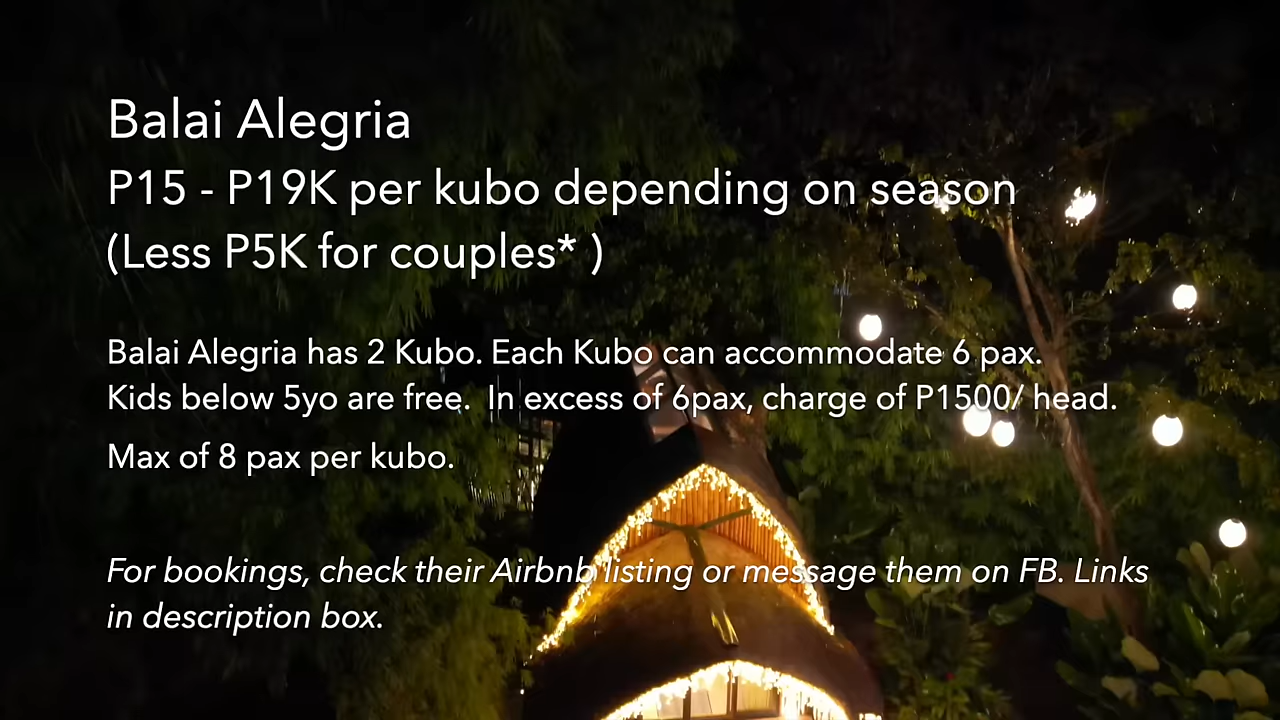 Balai Alegria
P15 - P19K per kubo depending on season
(Less P5K for couples* )
Balai Alegria has 2 Kubo. Each Kubo can accommodate 6 pax.
Kids below 5yo are free.  In excess of 6pax, charge of P1500/ head.
Max of 8 pax per kubo.
For bookings, check their Airbnb listing or message them on FB. Links
in description box.